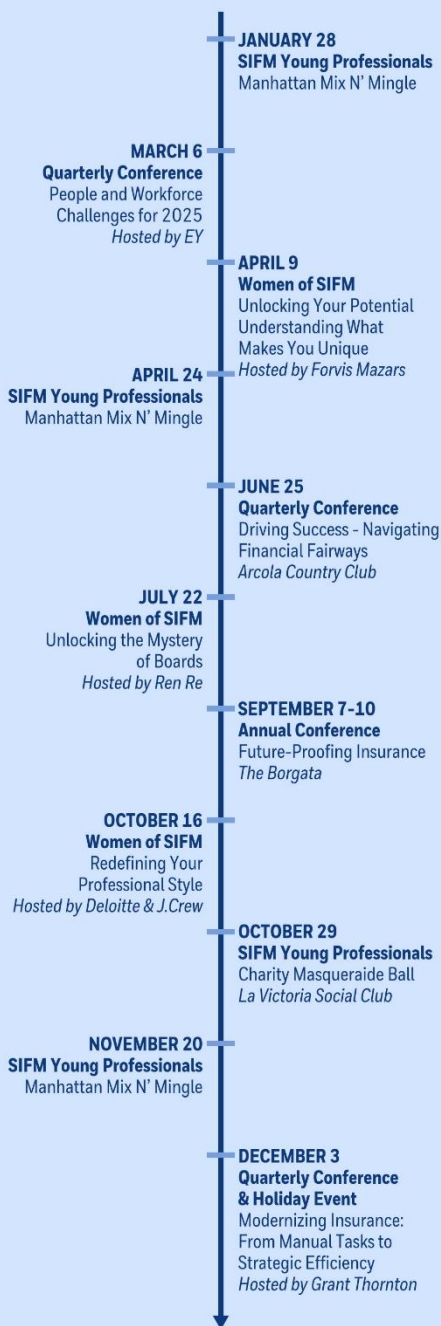 JANUARY 28
SIFM Young Professionals
Manhattan Mix N' Mingle
MARCH 6
Quarterly Conference
People and Workforce
Challenges for 2025
Hosted by EY
APRIL 9
Women of SIFM
Unlocking Your Potential
Understanding What
Makes You Unique
Hosted by Forvis Mazars
APRIL 24
SIFM Young Professionals
Manhattan Mix N' Mingle
JUNE 25
Quarterly Conference
Driving Success - Navigating
Financial Fairways
Arcola Country Club
JULY 22
Women of SIFM
Unlocking the Mystery
of Boards
Hosted by Ren Re
SEPTEMBER 7-10
Annual Conference
Future-Proofing Insurance
The Borgata
OCTOBER 16
Women of SIFM
Redefining Your
Professional Style
Hosted by Deloitte & J.Crew
OCTOBER 29
SIFM Young Professionals
Charity Masqueraide Ball
La Victoria Social Club
NOVEMBER 20
SIFM Young Professionals
Manhattan Mix N' Mingle
DECEMBER 3
Quarterly Conference
& Holiday Event
Modernizing Insurance:
From Manual Tasks to
Strategic Efficiency
Hosted by Grant Thornton